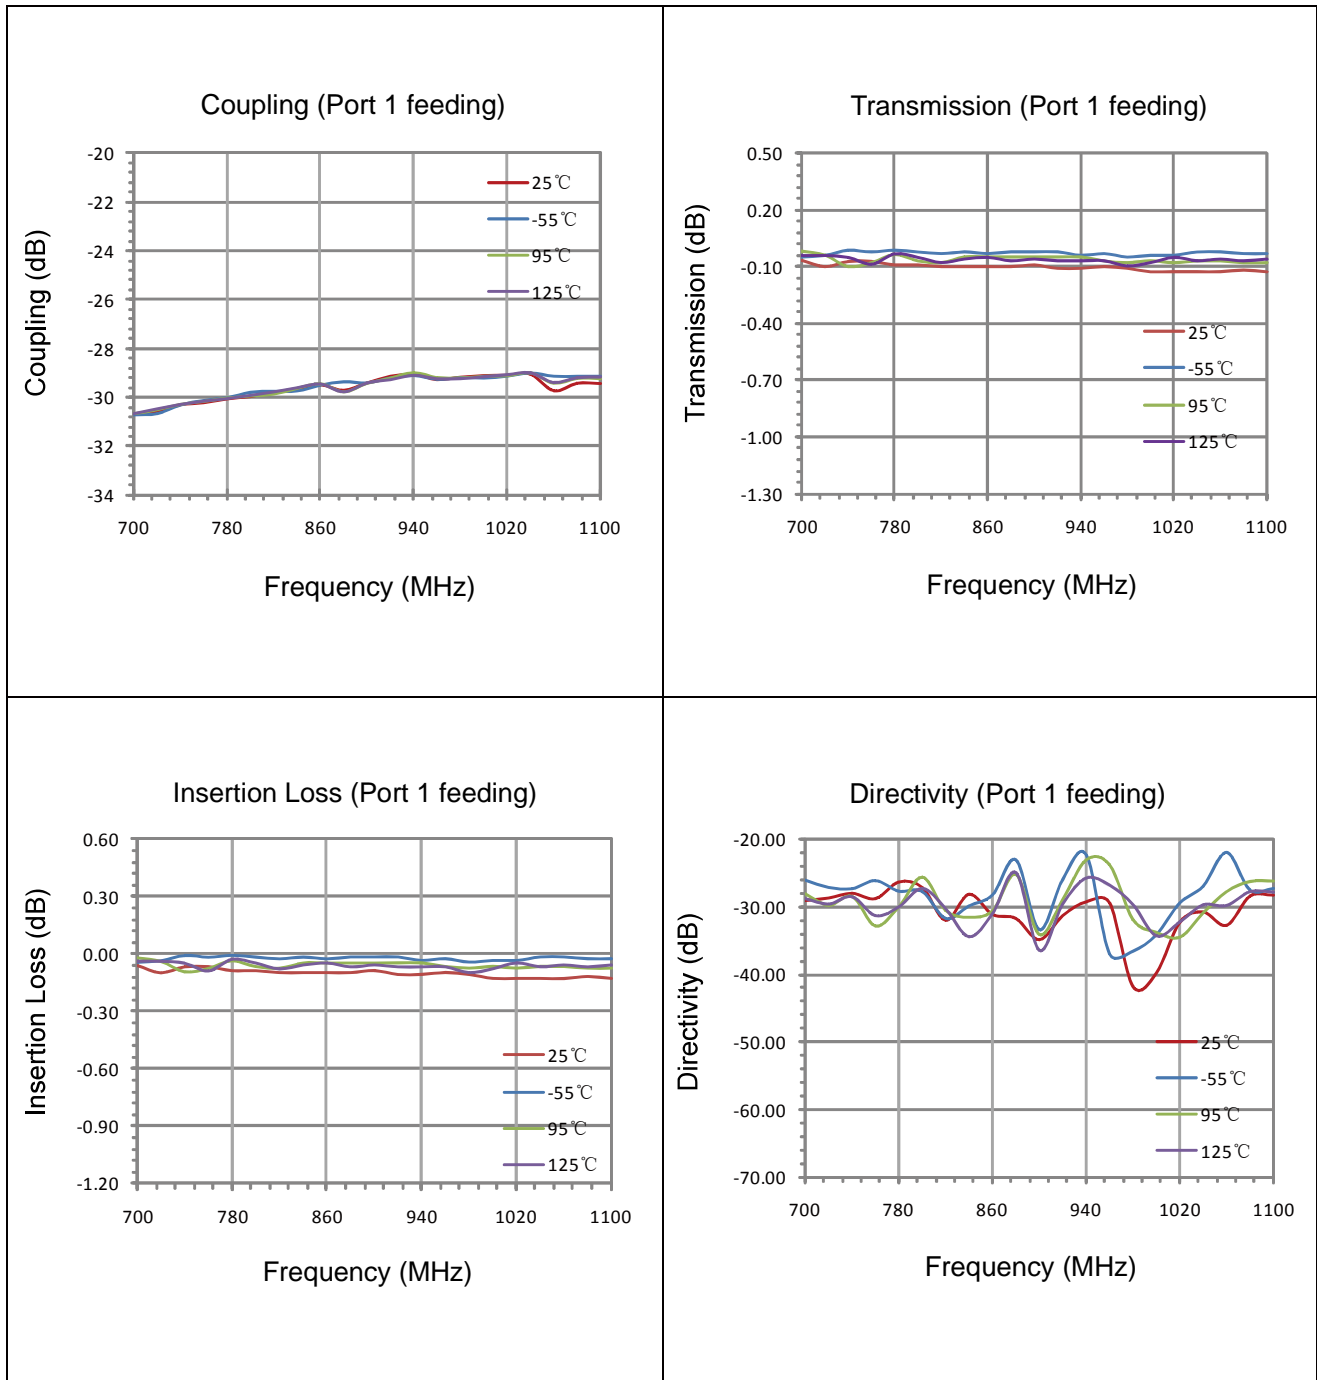 Coupling (Port 1 feeding)
Coupling (dB)
-20
-22
-24
-26
-28
-30
-32
-34
25℃
-55℃
95℃
125℃
700 780 860 940 1020 1100
Frequency (MHz)
Transmission (Port 1 feeding)
Transmission (dB)
0.50
0.20
-0.10
-0.40
-0.70
-1.00
-1.30
25℃
-55℃
95℃
125℃
700 780 860 940 1020 1100
Frequency (MHz)
Insertion Loss (Port 1 feeding)
Insertion Loss (dB)
0.60
0.30
0.00
-0.30
-0.60
-0.90
-1.20
25℃
-55℃
95℃
125℃
700 780 860 940 1020 1100
Frequency (MHz)
Directivity (Port 1 feeding)
Directivity (dB)
-20.00
-30.00
-40.00
-50.00
-60.00
-70.00
25℃
-55℃
95℃
125℃
700 780 860 940 1020 1100
Frequency (MHz)